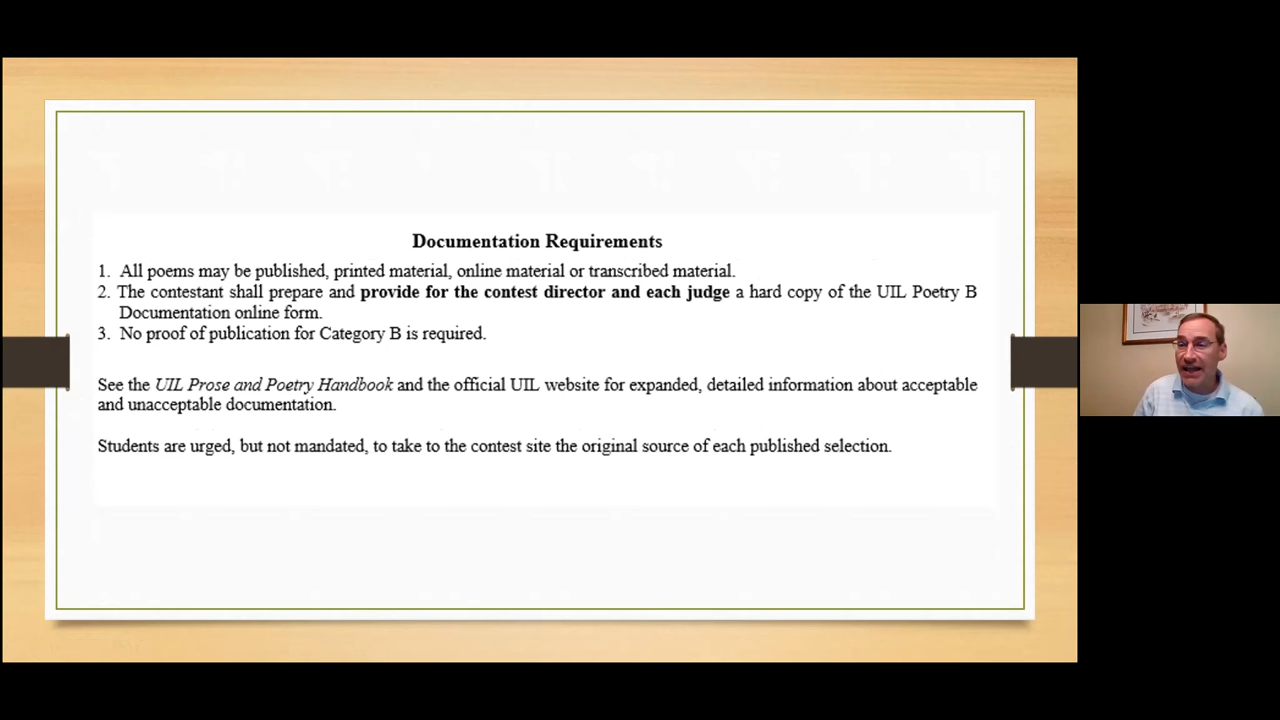 Documentation Requirements
1. All poems may be published, printed material, online material or transcribed material.
2. The contestant shall prepare and provide for the contest director and each judge a hard copy of the UIL Poetry B
Documentation online form.
3. No proof of publication for Category B is required.
See the UIL Prose and Poetry Handbook and the official UIL website for expanded, detailed information about acceptable
and unacceptable documentation.
Students are urged, but not mandated, to take to the contest site the original source of each published selection.